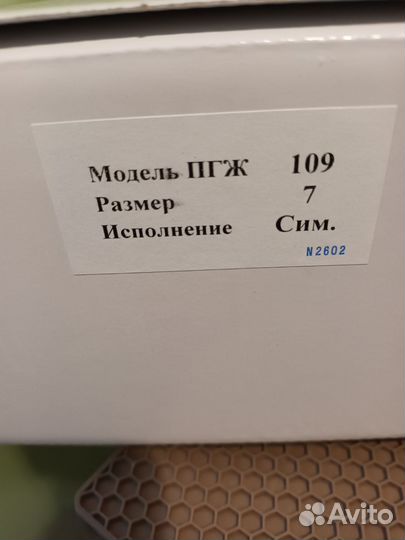 Модель ПГЖ 109
Размер 7
Исполнение Сим.
N2602
Avito